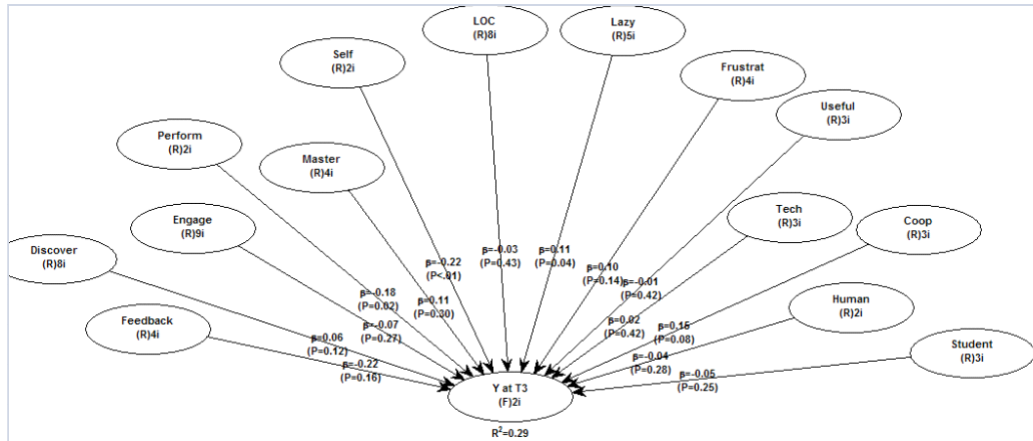 LOC
(R)8i
Lazy
(R)5i
Self
(R)2i
Frustrat
(R)4i
Useful
(R)3i
Perform
(R)2i
Master
(R)4i
Engage
(R)9i
Tech
(R)3i
Coop
(R)3i
Discover
(R)8i
Human
(R)2i
Feedback
(R)4i
Student
(R)3i
β=-0.03
(P=0.43)
β=0.11
(P=0.04)
β=-0.22
(P<.01)
β=0.10
(P=0.14)
β=-0.01
(P=0.42)
β=-0.18
(P=0.02)
β=0.11
(P=0.30)
β=-0.07
(P=0.27)
β=0.02
(P=0.42)
β=0.15
(P=0.08)
β=0.06
(P=0.12)
β=-0.22
(P=0.16)
β=-0.04
(P=0.28)
β=-0.05
(P=0.25)
Y at T3
(F)2i
R²=0.29